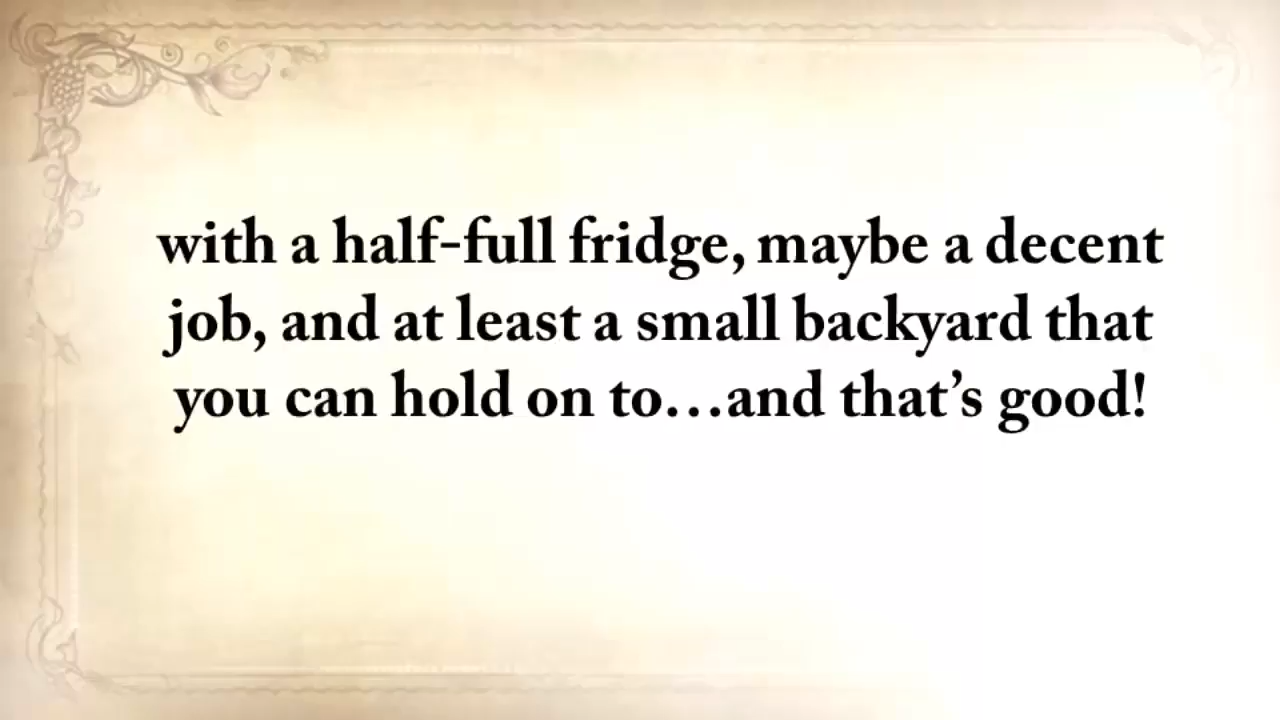 with a half-full fridge, maybe a decent
job, and at least a small backyard that
you can hold on to…and that’s good!